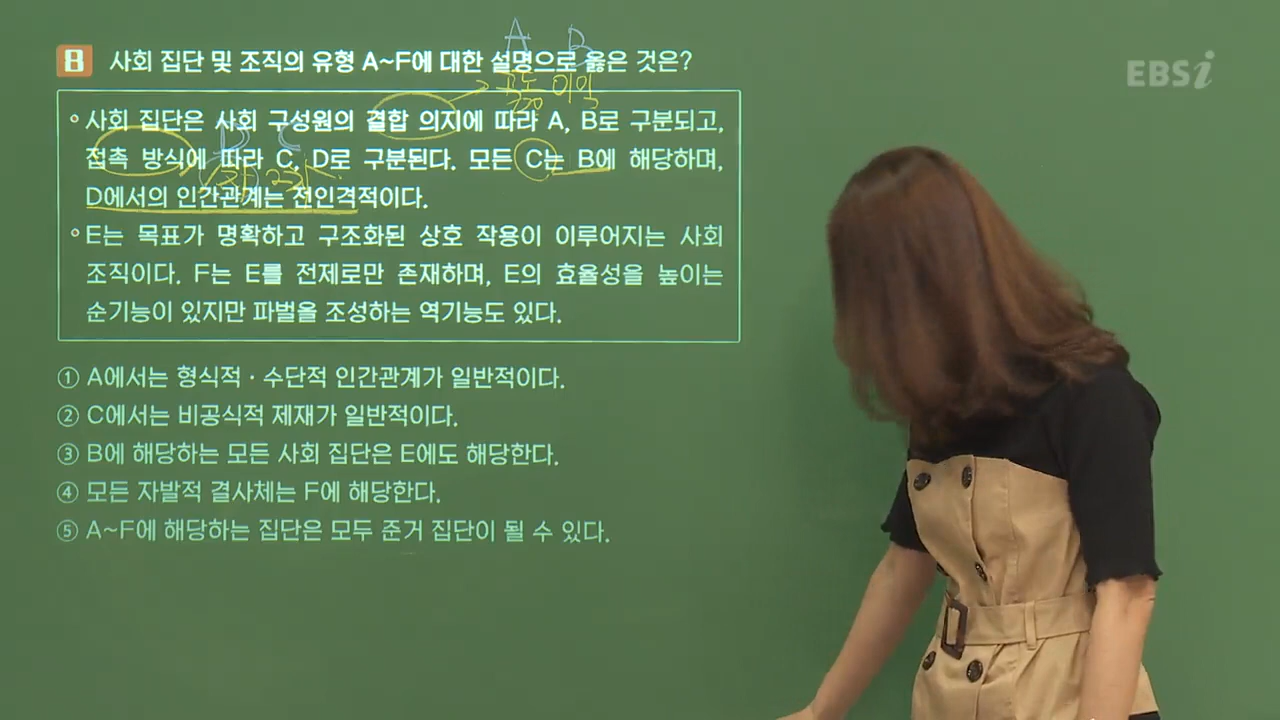 A B
8 사회 집단 및 조직의 유형 A~F에 대한 설명으로 옳은 것은?
EBSi
공동 이익
사회 집단은 사회 구성원의 결합 의지에 따라 A, B로 구분되고,
D C
접촉 방식에 따라 C, D로 구분된다. 모든 C는 B에 해당하며,
1차 2차
D에서의 인간관계는 전인격적이다.
E는 목표가 명확하고 구조화된 상호 작용이 이루어지는 사회
조직이다. F는 E를 전제로만 존재하며, E의 효율성을 높이는
순기능이 있지만 파벌을 조성하는 역기능도 있다.
① A에서는 형식적·수단적 인간관계가 일반적이다.
② C에서는 비공식적 제재가 일반적이다.
③ B에 해당하는 모든 사회 집단은 E에도 해당한다.
④ 모든 자발적 결사체는 F에 해당한다.
⑤ A~F에 해당하는 집단은 모두 준거 집단이 될 수 있다.